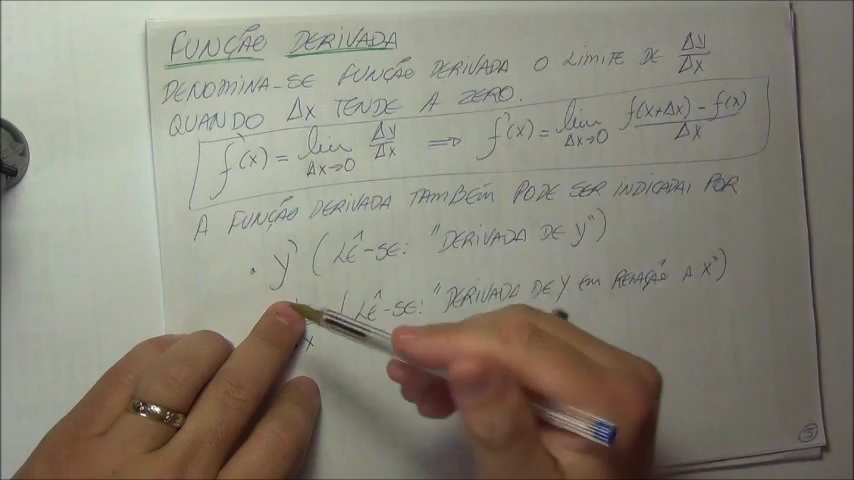 FUNÇÃO DERIVADA
DENOMINA-SE FUNÇÃO DERIVADA O LIMITE DE Δy/Δx
QUANDO Δx TENDE A ZERO.
f'(x) = lim Δx→0 Δy/Δx ⇒ f'(x) = lim Δx→0 f(x+Δx) - f(x)/Δx
A FUNÇÃO DERIVADA TAMBÉM PODE SER INDICADA POR
. y' (LÊ-SE: "DERIVADA DE y")
(LÊ-SE: "DERIVADA DE Y EM RELAÇÃO A X")
x
5